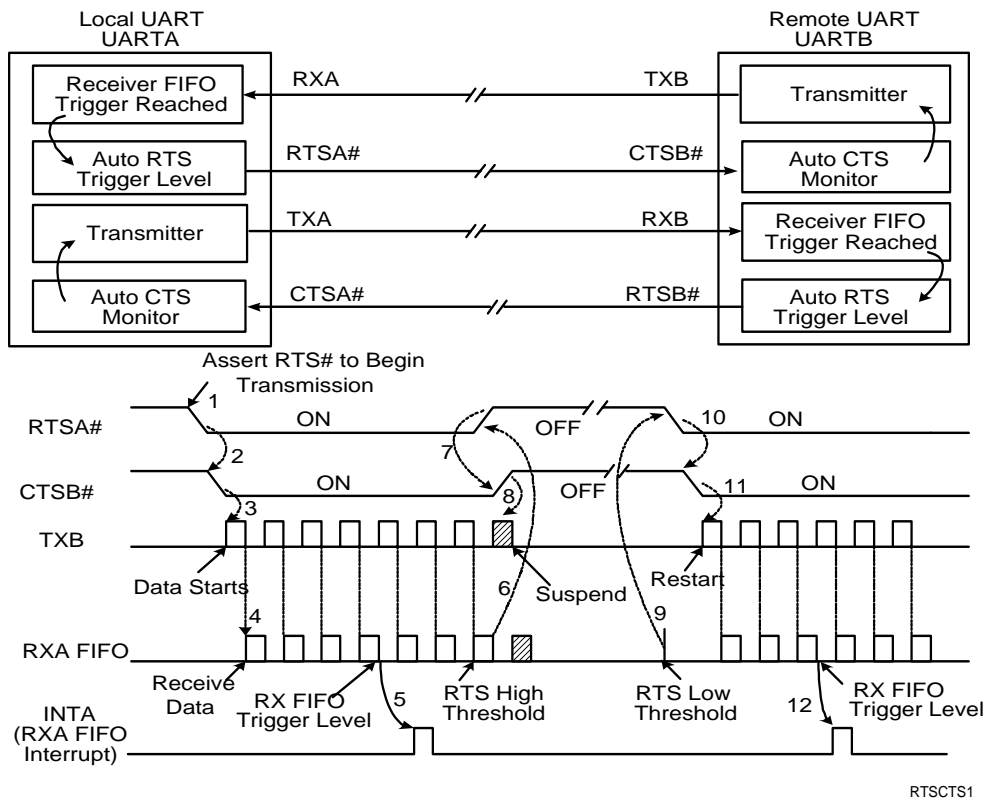 Local UART
UARTA
Remote UART
UARTB
Receiver FIFO
Trigger Reached
RXA
TXB
Transmitter
Auto RTS
Trigger Level
RTSA#
CTSB#
Auto CTS
Monitor
Transmitter
TXA
RXB
Receiver FIFO
Trigger Reached
Auto CTS
Monitor
CTSA#
RTSB#
Auto RTS
Trigger Level
Assert RTS# to Begin
Transmission
RTSA#
1
ON
OFF
10
ON
2
7
CTSB#
ON
8
OFF
11
ON
3
TXB
Data Starts
6
Suspend
Restart
4
9
RXA FIFO
Receive
Data
RX FIFO
Trigger Level
5
RTS High
Threshold
RTS Low
Threshold
12
RX FIFO
Trigger Level
INTA
(RXA FIFO
Interrupt)
RTSCTS1